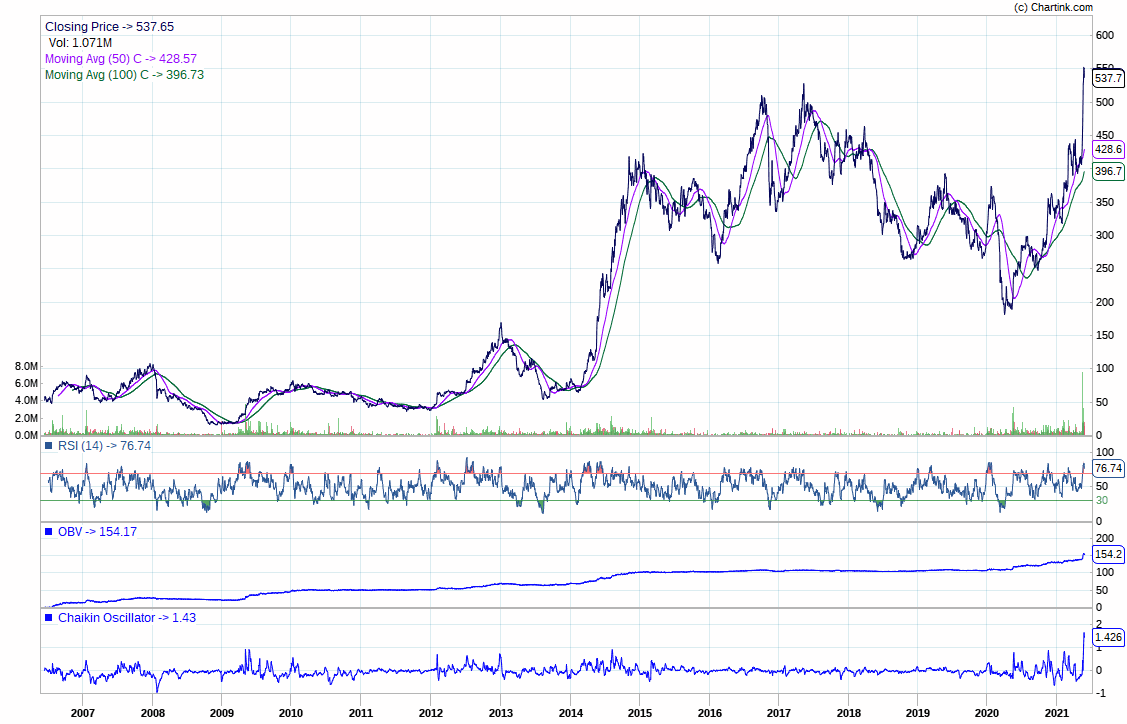 (c) Chartink.com
Closing Price -> 537.65
Vol: 1.071M
Moving Avg (50) C -> 428.57
Moving Avg (100) C -> 396.73
600
550
537.7
500
450
428.6
396.7
350
300
250
200
150
100
50
0
8.0M
6.0M
4.0M
2.0M
0.0M
RSI (14) -> 76.74
100
76.74
50
30
0
OBV -> 154.17
200
154.2
100
50
0
Chaikin Oscillator -> 1.43
2
1.426
1
0
-1
2007 2008 2009 2010 2011 2012 2013 2014 2015 2016 2017 2018 2019 2020 2021